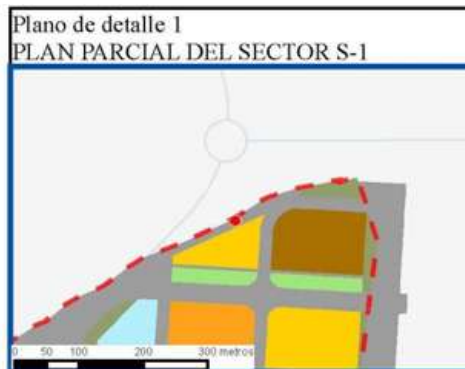 Plano de detalle 1
PLAN PARCIAL DEL SECTOR S-1
0 50 100 200 300 metros